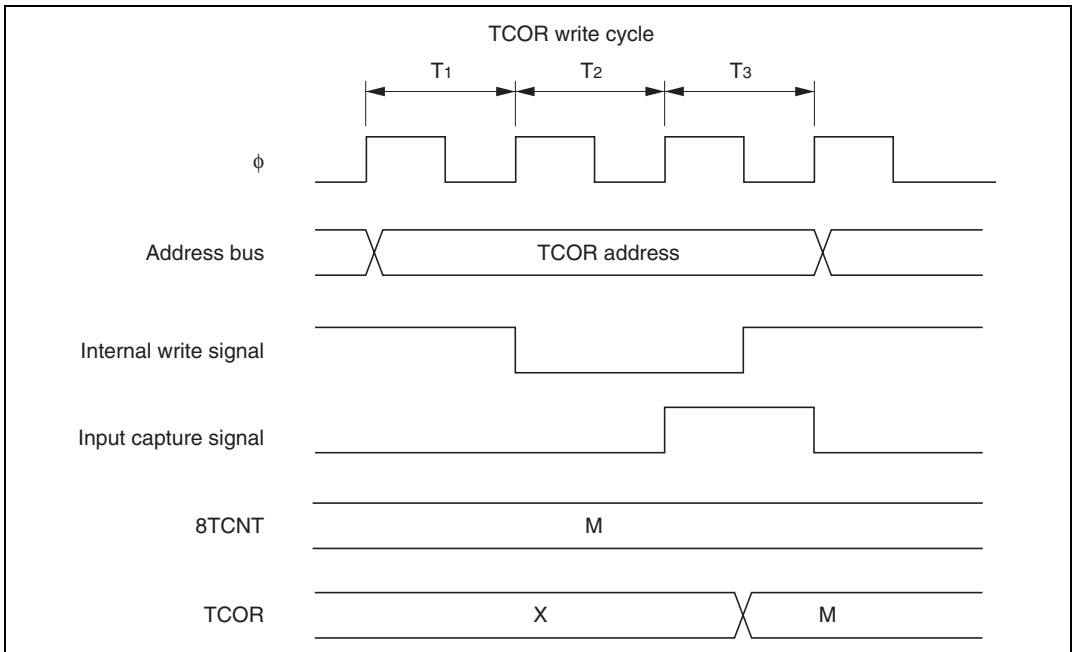 TCOR write cycle
T1 T2 T3
ϕ
Address bus TCOR address
Internal write signal
Input capture signal
8TCNT M
TCOR X M